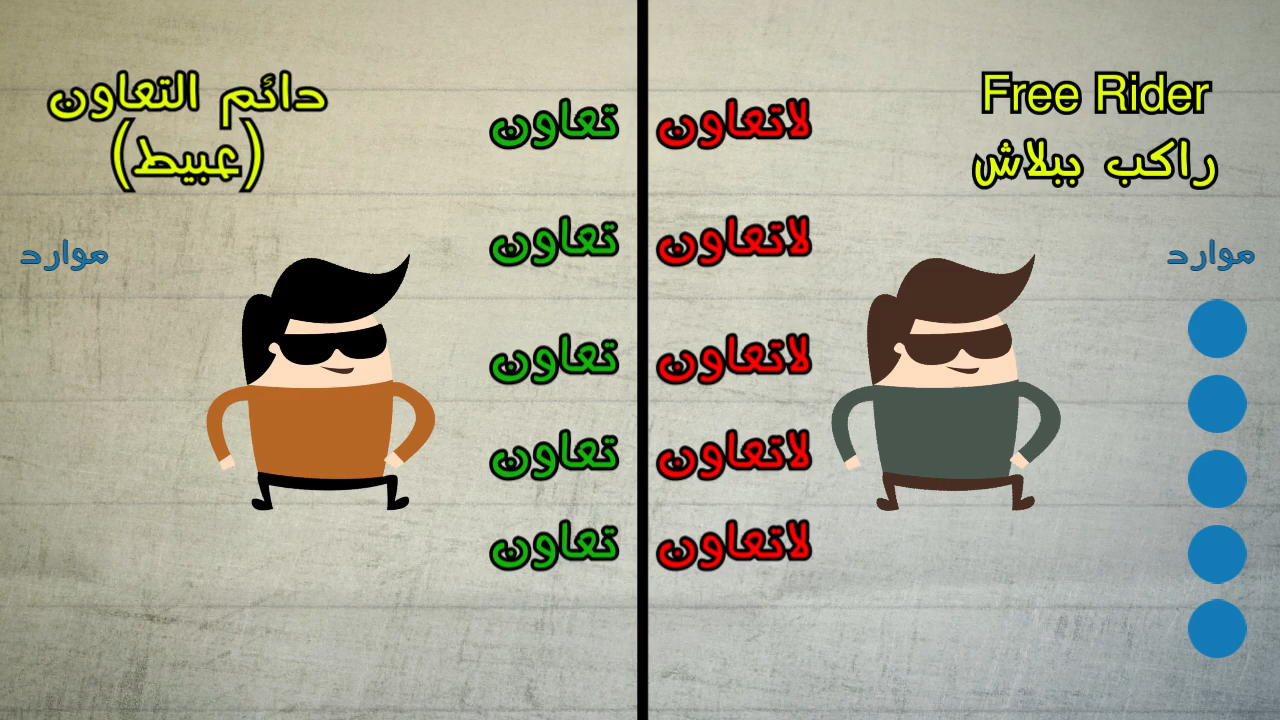 دائم التعاون
(عبيط)
موارد
تعاون
تعاون
تعاون
تعاون
تعاون
Free Rider
راكب ببلاش
موارد
لاتعاون
لاتعاون
لاتعاون
لاتعاون
لاتعاون